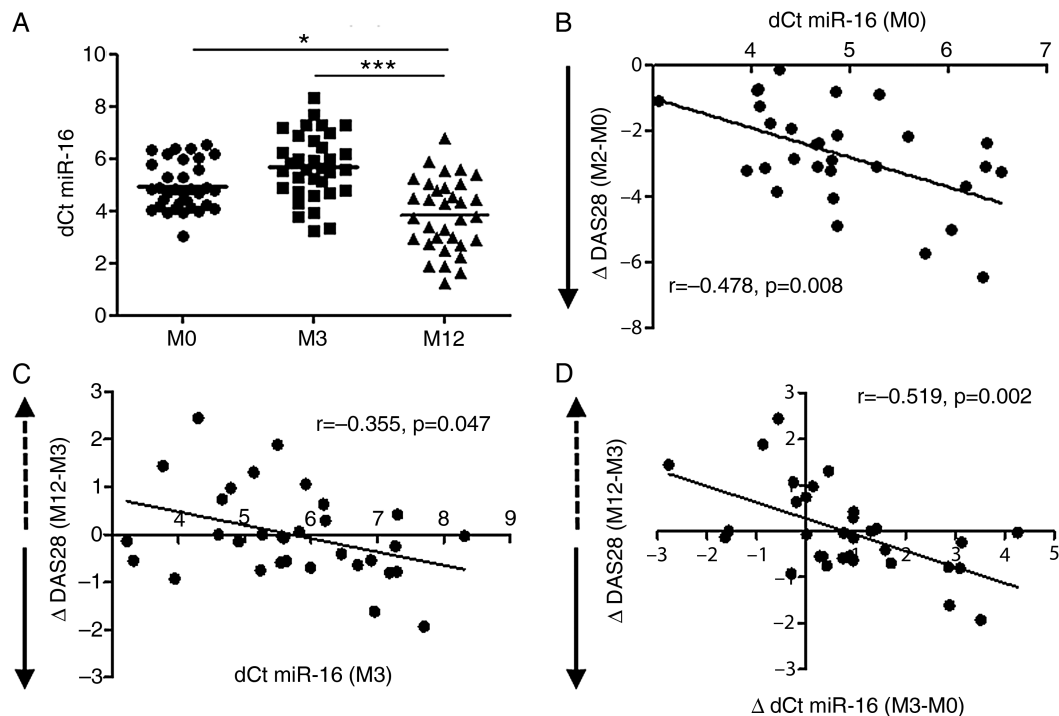 A
*
***
10
8
6
4
2
0
dCt miR-16
M0
M3
M12
B
dCt miR-16 (M0)
4 5 6 7
0
−2
−4
−6
−8
Δ DAS28 (M2-M0)
r=−0.478, p=0.008
C
3
2
1
0
−1
−2
−3
Δ DAS28 (M12-M3)
r=−0.355, p=0.047
4 5 6 7 8 9
dCt miR-16 (M3)
D
r=−0.519, p=0.002
3
2
1
−1
−2
−3
Δ DAS28 (M12-M3)
−3 −2 −1 0 1 2 3 4 5
Δ dCt miR-16 (M3-M0)